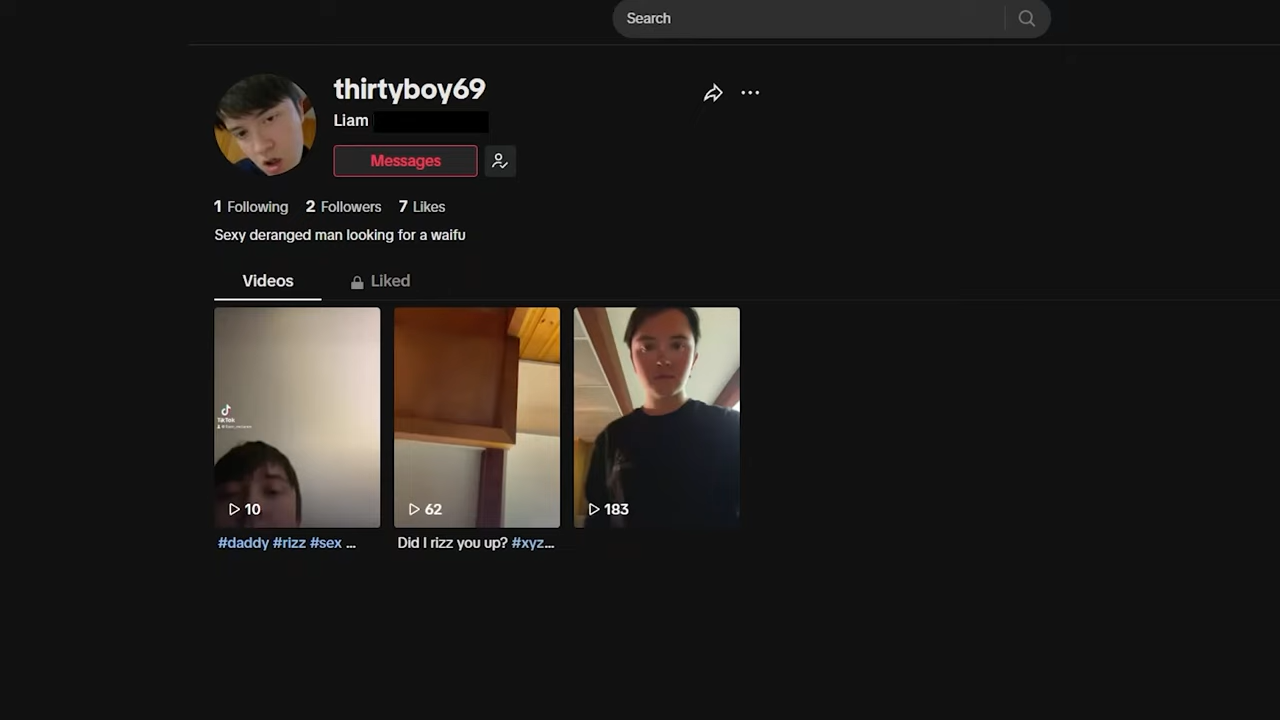 Search
thirtyboy69
Liam
Messages
1 Following 2 Followers 7 Likes
Sexy deranged man looking for a waifu
Videos Liked
TikTok
10 62 183
#daddy #rizz #sex ... Did I rizz you up? #xyz...